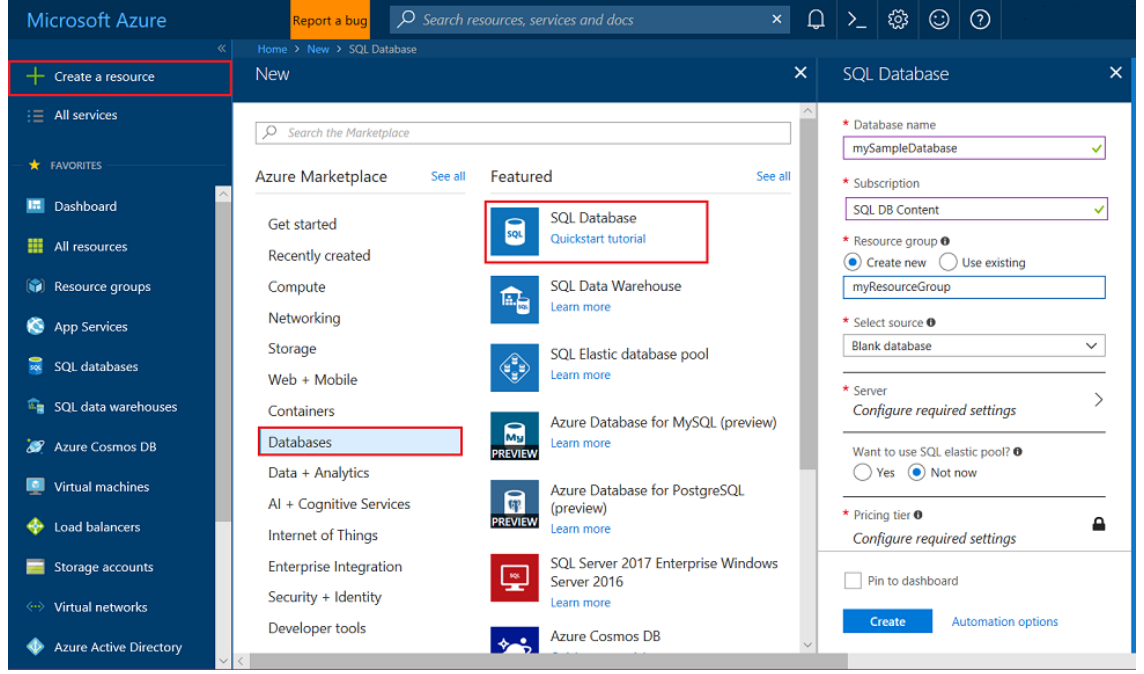 Microsoft Azure
Report a bug
Search resources, services and docs
Home > New > SQL Database
Create a resource
All services
FAVORITES
Dashboard
All resources
Resource groups
App Services
SQL databases
SQL data warehouses
Azure Cosmos DB
Virtual machines
Load balancers
Storage accounts
Virtual networks
Azure Active Directory
New
Search the Marketplace
Azure Marketplace
See all
Get started
Recently created
Compute
Networking
Storage
Web + Mobile
Containers
Databases
Data + Analytics
AI + Cognitive Services
Internet of Things
Enterprise Integration
Security + Identity
Developer tools
Featured
See all
SQL
SQL Database
Quickstart tutorial
SQL Data Warehouse
Learn more
SQL Elastic database pool
Learn more
My
PREVIEW
Azure Database for MySQL (preview)
Learn more
PREVIEW
Azure Database for PostgreSQL
(preview)
Learn more
SQL
SQL Server 2017 Enterprise Windows
Server 2016
Learn more
Azure Cosmos DB
SQL Database
* Database name
mySampleDatabase
* Subscription
SQL DB Content
* Resource group
Create new
Use existing
myResourceGroup
* Select source
Blank database
* Server
Configure required settings
Want to use SQL elastic pool?
Yes
Not now
* Pricing tier
Configure required settings
Pin to dashboard
Create
Automation options